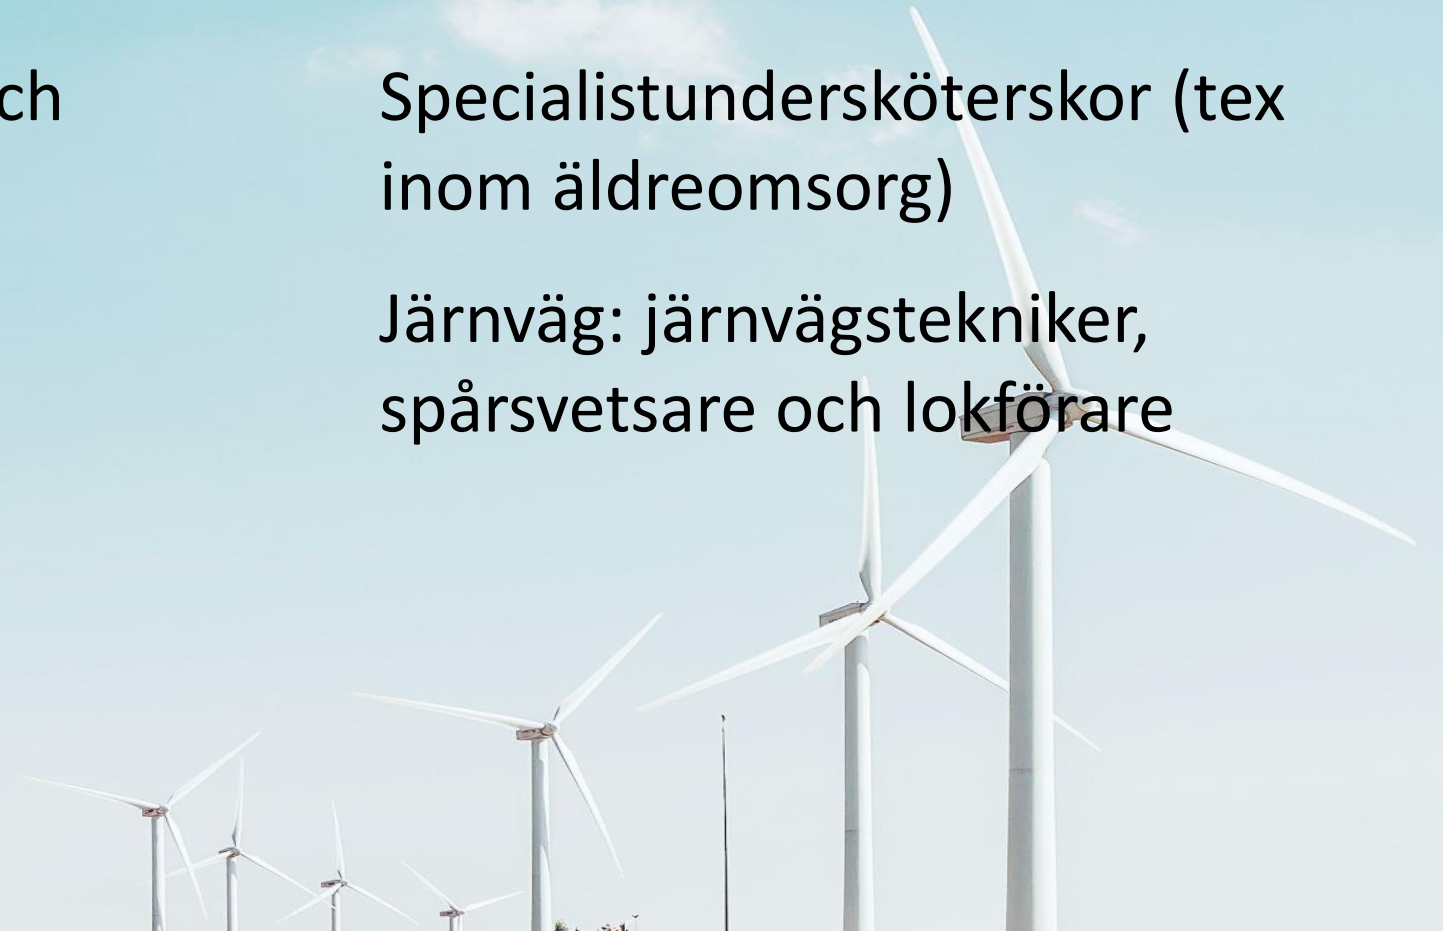 ch
Specialistundersköterskor (tex
inom äldreomsorg)
Järnväg: järnvägstekniker,
spårsvetsare och lokförare